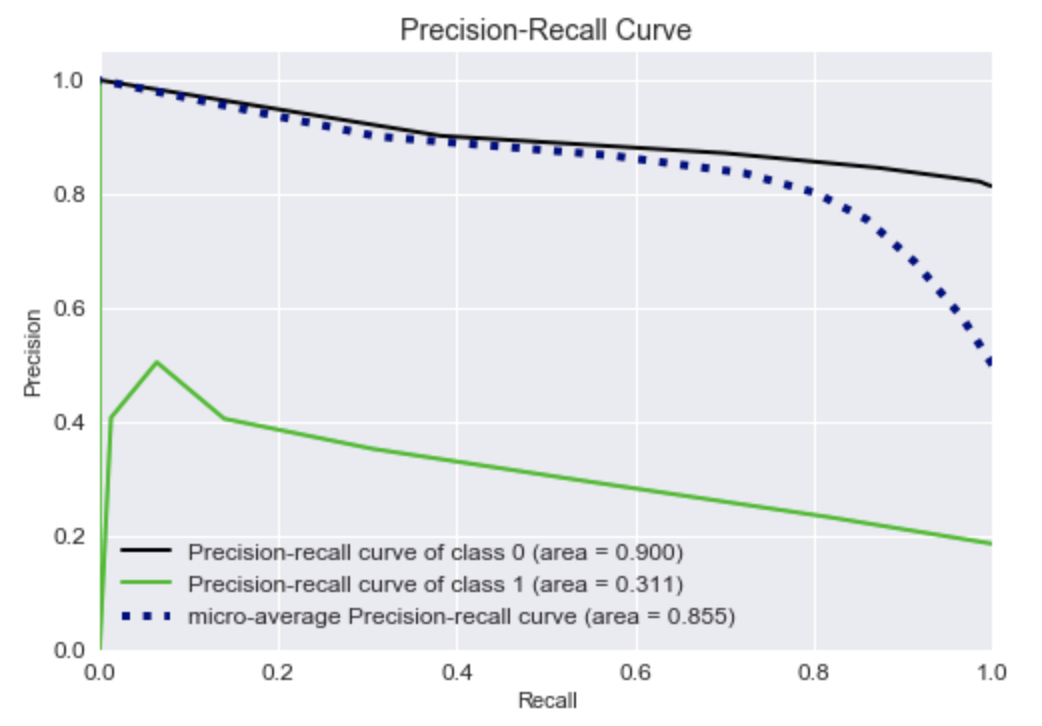 Precision-Recall Curve
1.0
0.8
0.6
0.4
0.2
0.0
Precision
Precision-recall curve of class 0 (area = 0.900)
Precision-recall curve of class 1 (area = 0.311)
micro-average Precision-recall curve (area = 0.855)
0.0 0.2 0.4 0.6 0.8 1.0
Recall